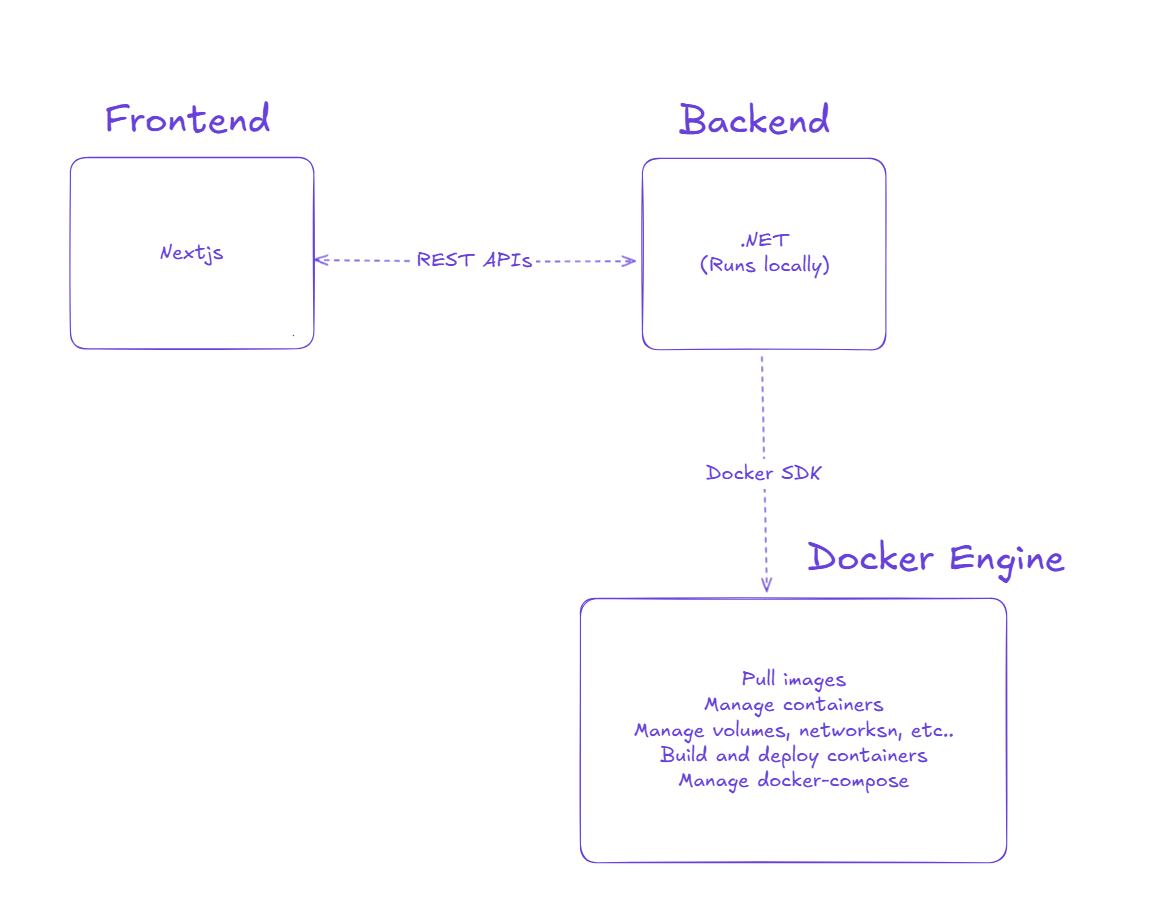 Frontend
Backend
Nextjs
REST APIs
.NET
(Runs locally)
Docker SDK
Docker Engine
Pull images
Manage containers
Manage volumes, networksn, etc..
Build and deploy containers
Manage docker-compose